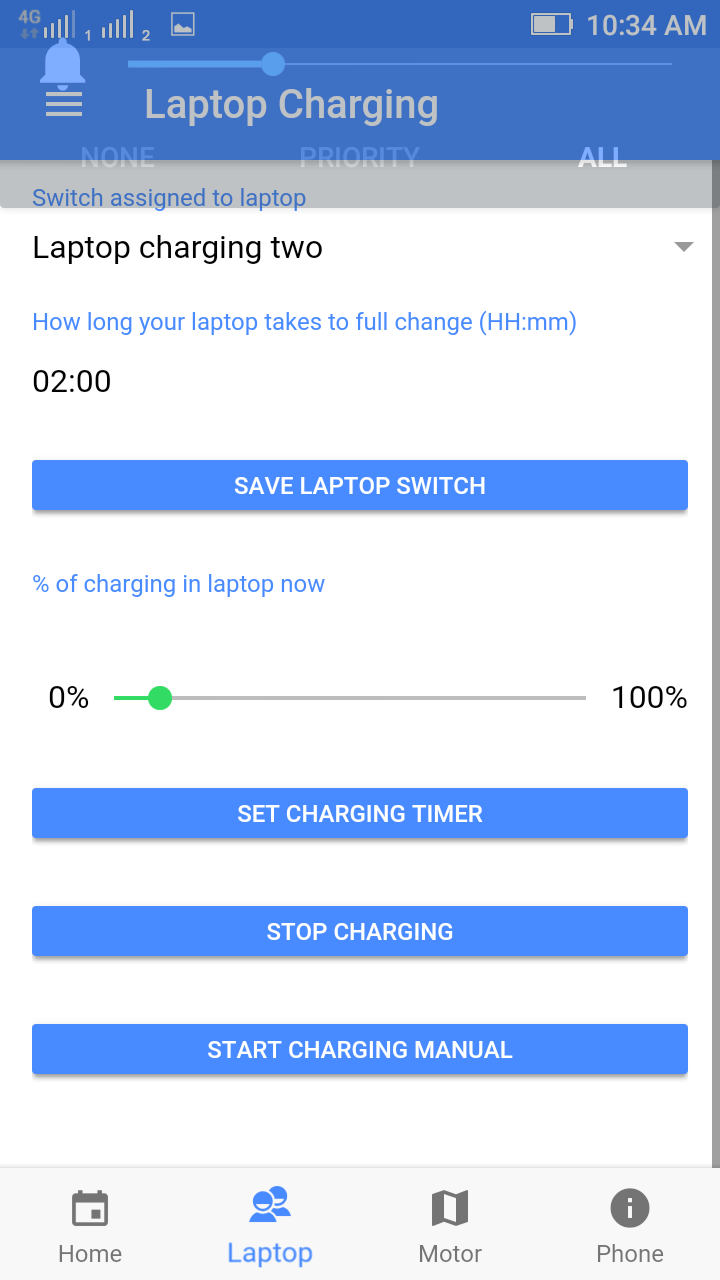 4G 1 2 10:34 AM
Laptop Charging
NONE PRIORITY ALL
Switch assigned to laptop
Laptop charging two
How long your laptop takes to full change (HH:mm)
02:00
SAVE LAPTOP SWITCH
% of charging in laptop now
0% 100%
SET CHARGING TIMER
STOP CHARGING
START CHARGING MANUAL
Home Laptop Motor Phone